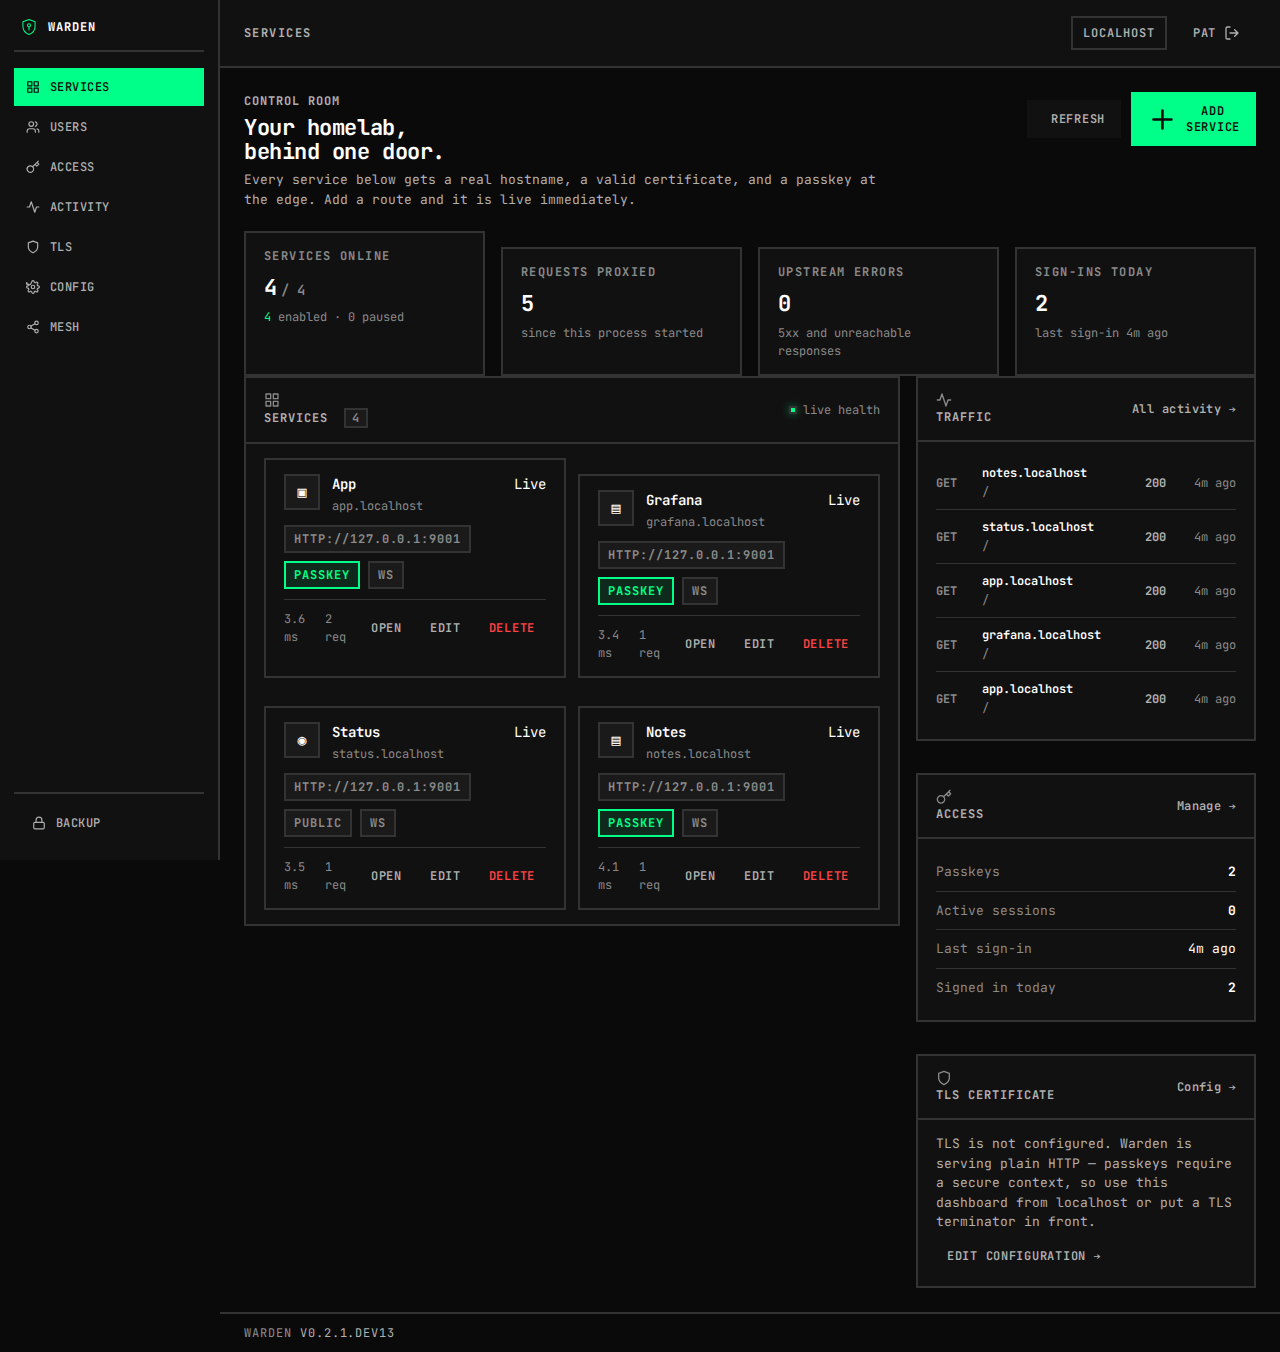 WARDEN
SERVICES
USERS
ACCESS
ACTIVITY
TLS
CONFIG
MESH
BACKUP
SERVICES
LOCALHOST
PAT
CONTROL ROOM
Your homelab,
behind one door.
Every service below gets a real hostname, a valid certificate, and a passkey at
the edge. Add a route and it is live immediately.
REFRESH
ADD
SERVICE
SERVICES ONLINE
4 / 4
4 enabled · 0 paused
REQUESTS PROXIED
5
since this process started
UPSTREAM ERRORS
0
5xx and unreachable
responses
SIGN-INS TODAY
2
last sign-in 4m ago
SERVICES 4
live health
App
Live
app.localhost
HTTP://127.0.0.1:9001
PASSKEY WS
3.6
ms
2
req
OPEN EDIT DELETE
Grafana
Live
grafana.localhost
HTTP://127.0.0.1:9001
PASSKEY WS
3.4
ms
1
req
OPEN EDIT DELETE
Status
Live
status.localhost
HTTP://127.0.0.1:9001
PUBLIC WS
3.5
ms
1
req
OPEN EDIT DELETE
Notes
Live
notes.localhost
HTTP://127.0.0.1:9001
PASSKEY WS
4.1
ms
1
req
OPEN EDIT DELETE
TRAFFIC
All activity →
GET notes.localhost / 200 4m ago
GET status.localhost / 200 4m ago
GET app.localhost / 200 4m ago
GET grafana.localhost / 200 4m ago
GET app.localhost / 200 4m ago
ACCESS
Manage →
Passkeys 2
Active sessions 0
Last sign-in 4m ago
Signed in today 2
TLS CERTIFICATE
Config →
TLS is not configured. Warden is
serving plain HTTP — passkeys require
a secure context, so use this
dashboard from localhost or put a TLS
terminator in front.
EDIT CONFIGURATION →
WARDEN V0.2.1.DEV13